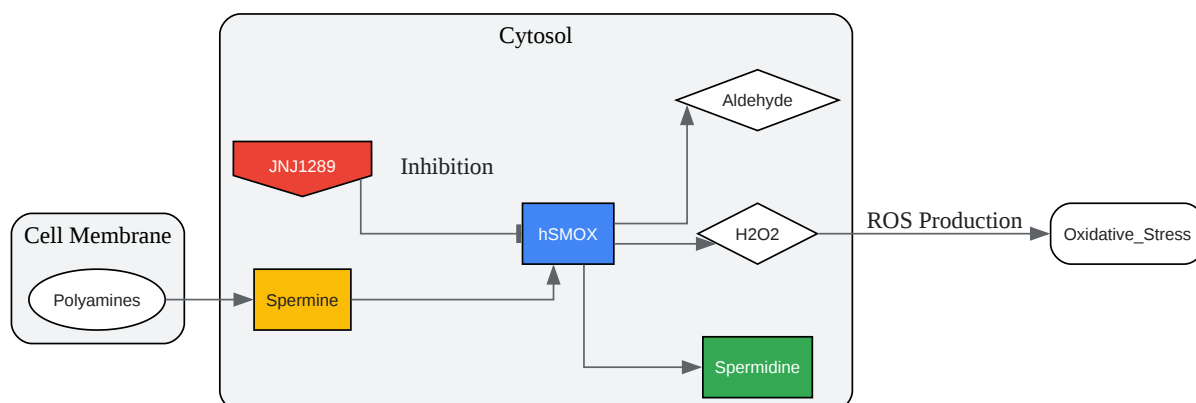 Cytosol
Aldehyde
JNJ1289
Inhibition
hSMOX
H2O2
ROS Production
Oxidative_Stress
Cell Membrane
Polyamines
Spermine
Spermidine